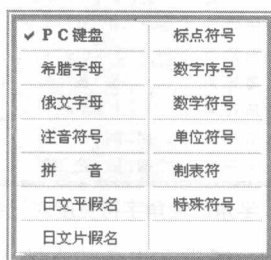 ✓ P C 键盘
希腊字母
俄文字母
注音符号
拼 音
日文平假名
日文片假名
标点符号
数字序号
数学符号
单位符号
制表符
特殊符号